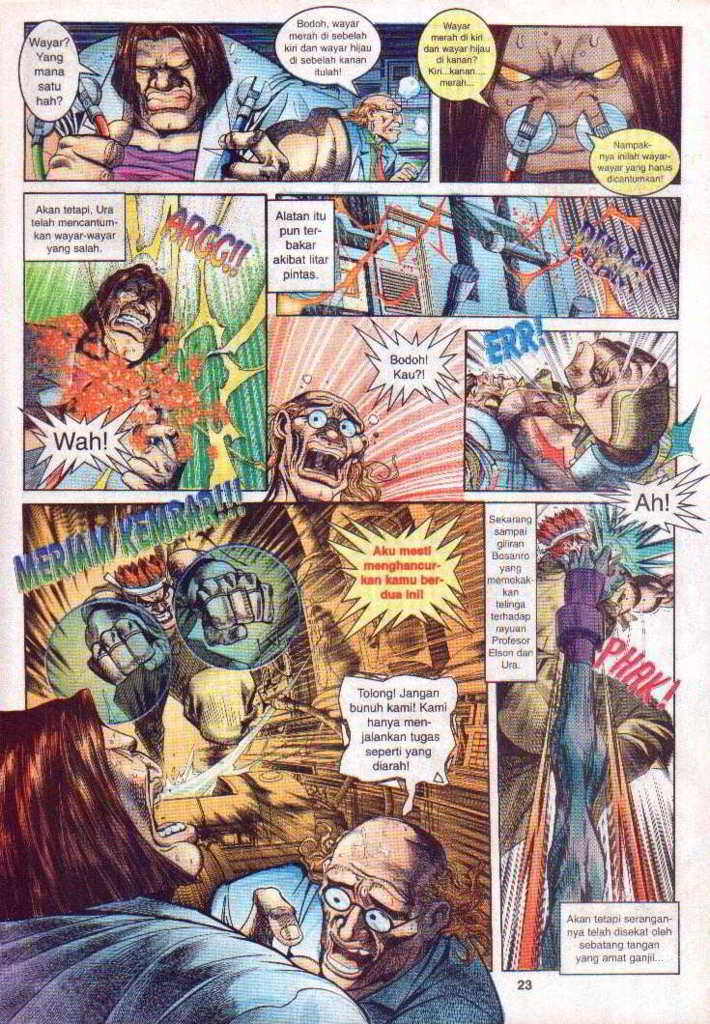 Wayar?
Yang
mana
satu
hah?
Bodoh, wayar
merah di sebelah
kiri dan wayar hijau
di sebelah kanan
itulah!
Wayar
merah di kiri
dan wayar hijau
di kanan?
Kiri...kanan....
merah...
Nampak-
nya inilah wayar-
wayar yang harus
dicantumkan!
Akan tetapi, Ura
telah mencantum-
kan wayar-wayar
yang salah.
ARGG!!
Wah!
Alatan itu
pun ter-
bakar
akibat litar
pintas.
Bodoh!
Kau?!
ERR!
Ah!
MERIAM KEMBAR!!!
Aku mesti
menghancur-
kan kamu ber-
dua ini!
Tolong! Jangan
bunuh kami! Kami
hanya men-
jalankan tugas
seperti yang
diarah!
Sekarang
sampai
giliran
Bosanro
yang
memekak-
kan
telinga
terhadap
rayuan
Profesor
Elson dan
Ura.
PHAK!
Akan tetapi serangan-
nya telah disekat oleh
sebatang tangan
yang amat ganjil...
23